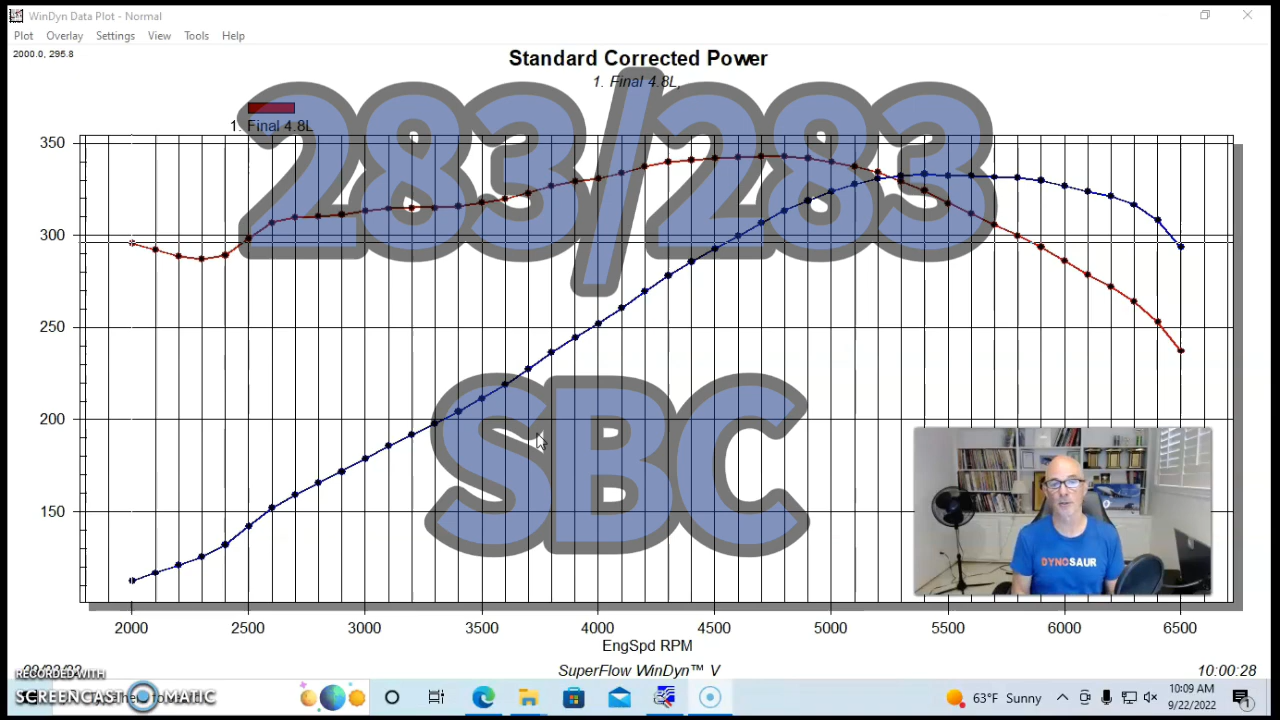 WinDyn Data Plot - Normal
Plot Overlay Settings View Tools Help
2000.0, 295.8
Standard Corrected Power
1. Final 4.8L,
283/283
1. Final 4.8L
350
300
250
200
150
SBC
DYNOSAUR
2000 2500 3000 3500 4000 4500 5000 5500 6000 6500
EngSpd RPM
SuperFlow WinDyn™ V
10:00:28
RECORDED WITH
SCREENCAST MATIC
63°F Sunny
10:09 AM
9/22/2022
1